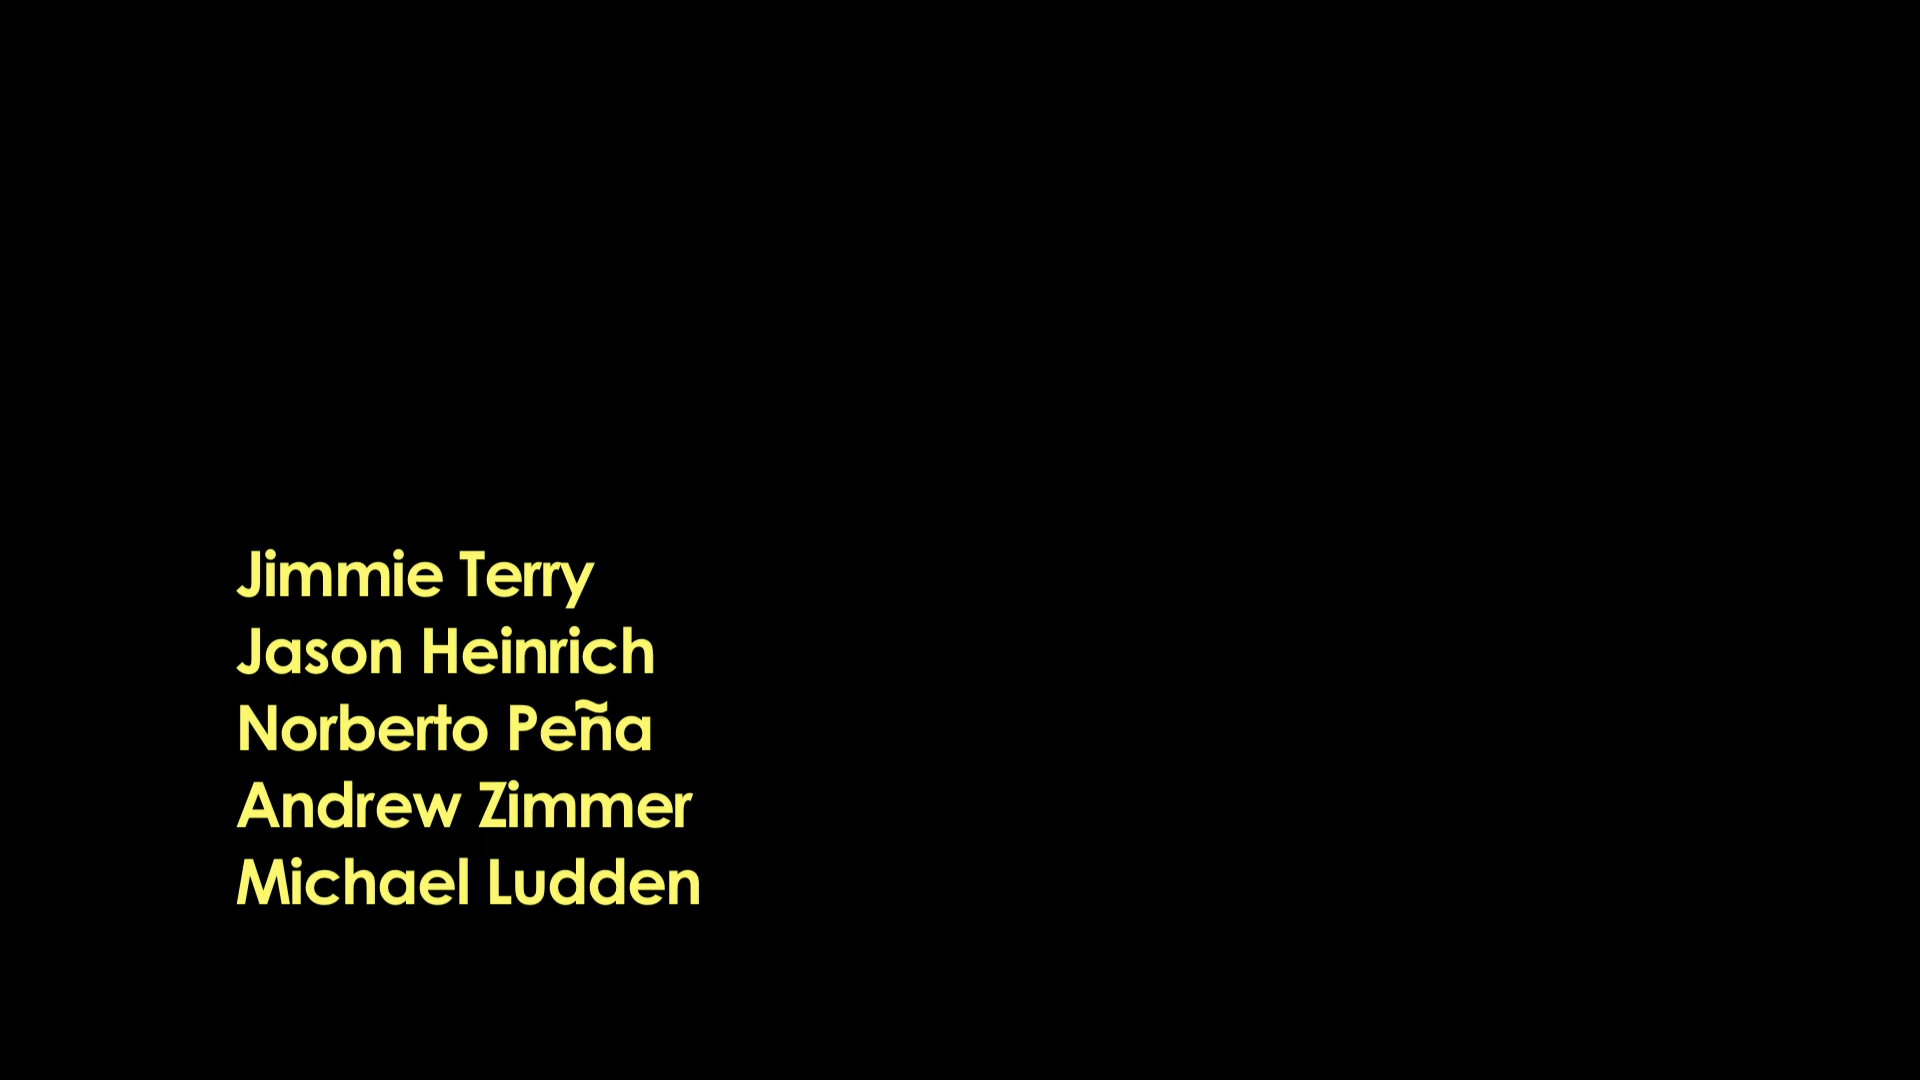 Jimmie Terry
Jason Heinrich
Norberto Peña
Andrew Zimmer
Michael Ludden